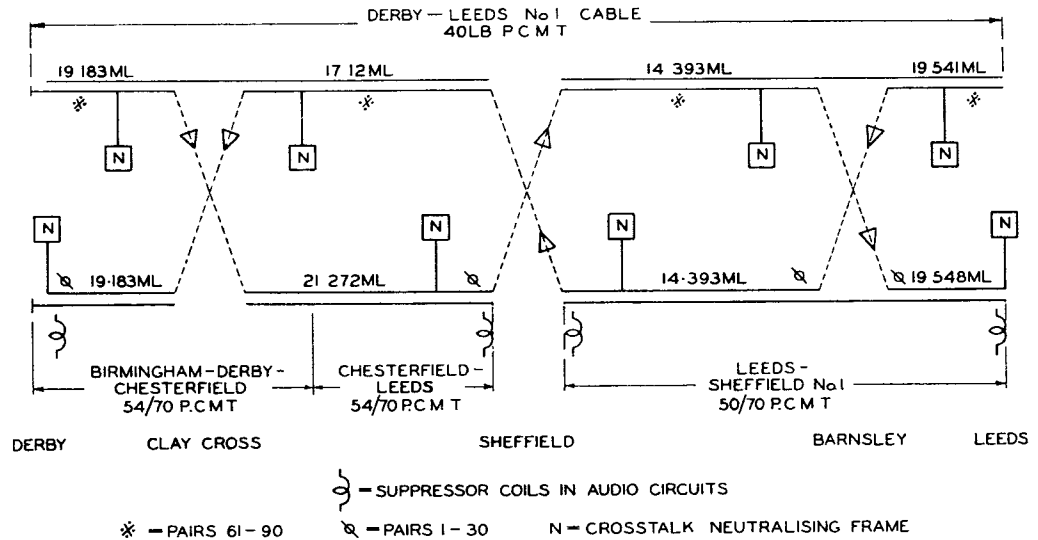 DERBY — LEEDS No 1 CABLE
40LB P C M T
19 183ML
17 12ML
14 393ML
19 541ML
※
※
※
※
N
N
N
N
N
N
N
N
19·183ML
21 272ML
14·393ML
19 548ML
BIRMINGHAM-DERBY-
CHESTERFIELD
54/70 P.C M T
CHESTERFIELD-
LEEDS
54/70 P.C M T
LEEDS -
SHEFFIELD No.1
50/70 P.C M T
DERBY
CLAY CROSS
SHEFFIELD
BARNSLEY
LEEDS
- SUPPRESSOR COILS IN AUDIO CIRCUITS
※ - PAIRS 61-90
- PAIRS 1-30
N - CROSSTALK NEUTRALISING FRAME